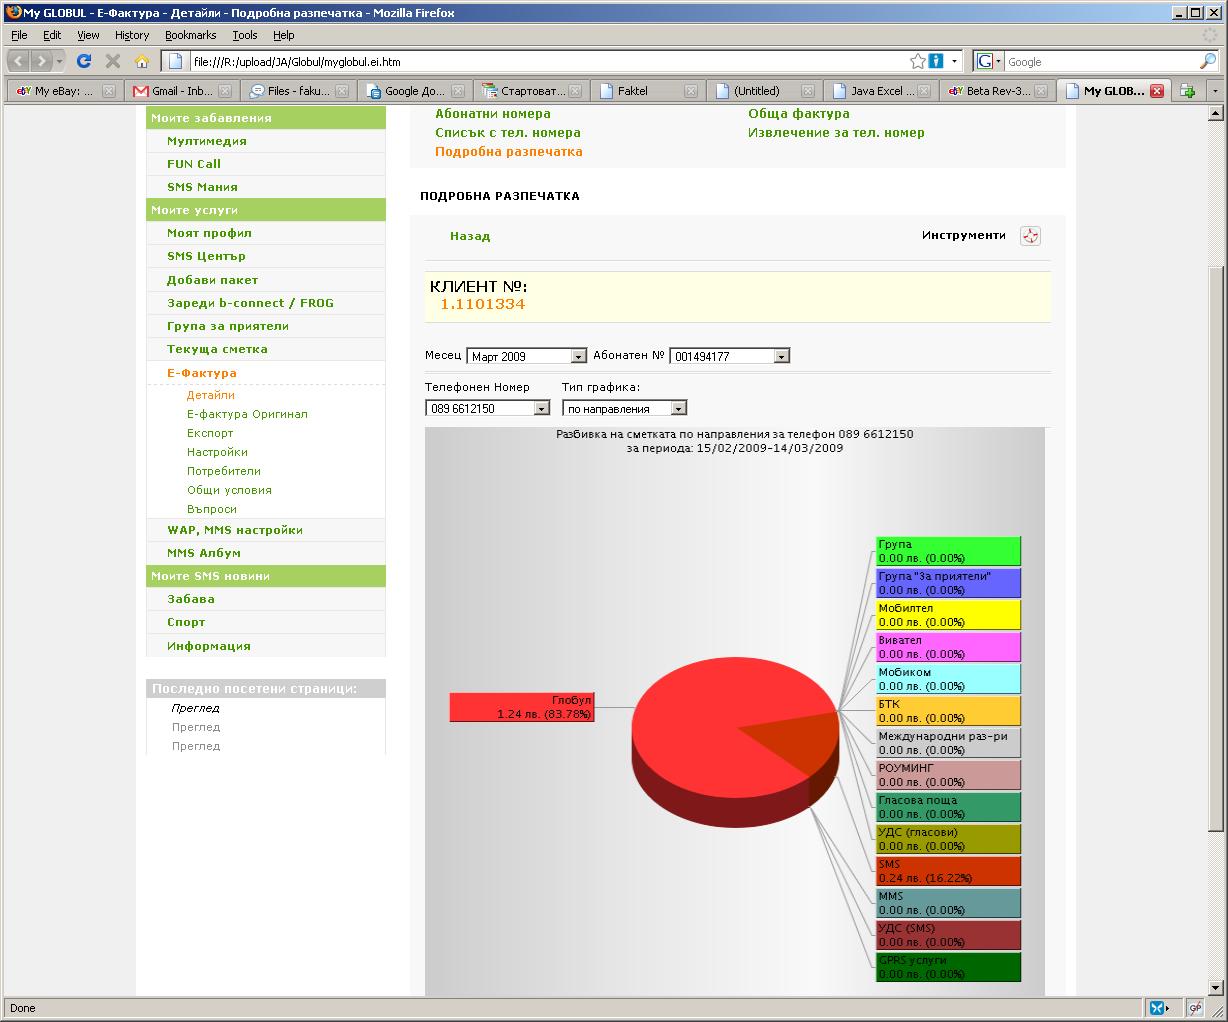 My GLOBUL - Е-Фактура - Детайли - Подробна разпечатка - Mozilla Firefox
File Edit View History Bookmarks Tools Help
file:///R:/upload/JA/Globul/myglobul.ei.htm
G Google
My eBay: ...
Gmail - Inb...
Files - faku...
Google До...
Стартоват...
Faktel
(Untitled)
Java Excel ...
Beta Rev-3...
My GLOB...
Моите забавления
Мултимедия
FUN Call
SMS Мания
Моите услуги
Моят профил
SMS Център
Добави пакет
Зареди b-connect / FROG
Група за приятели
Текуща сметка
Е-Фактура
Детайли
Е-фактура Оригинал
Експорт
Настройки
Потребители
Общи условия
Въпроси
WAP, MMS настройки
MMS Албум
Моите SMS новини
Забава
Спорт
Информация
Последно посетени страници:
Преглед
Преглед
Преглед
Абонатни номера
Обща фактура
Списък с тел. номера
Извлечение за тел. номер
Подробна разпечатка
ПОДРОБНА РАЗПЕЧАТКА
Назад
Инструменти
КЛИЕНТ №:
1.1101334
Месец Март 2009 Абонатен № 001494177
Телефонен Номер Тип графика:
089 6612150 по направления
Разбивка на сметката по направления за телефон 089 6612150
за периода: 15/02/2009-14/03/2009
Глобул
1.24 лв. (83.78%)
Група
0.00 лв. (0.00%)
Група "За приятели"
0.00 лв. (0.00%)
Мобилтел
0.00 лв. (0.00%)
Вивател
0.00 лв. (0.00%)
Мобиком
0.00 лв. (0.00%)
БТК
0.00 лв. (0.00%)
Международни раз-ри
0.00 лв. (0.00%)
РОУМИНГ
0.00 лв. (0.00%)
Гласова поща
0.00 лв. (0.00%)
УДС (гласови)
0.00 лв. (0.00%)
SMS
0.24 лв. (16.22%)
MMS
0.00 лв. (0.00%)
УДС (SMS)
0.00 лв. (0.00%)
GPRS услуги
0.00 лв. (0.00%)
Done
GP